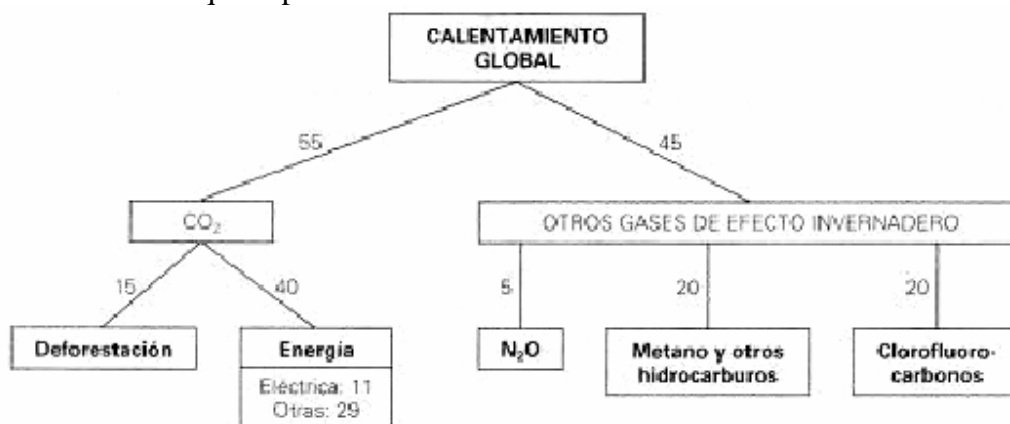 CALENTAMIENTO
GLOBAL
55
45
CO₂
OTROS GASES DE EFECTO INVERNADERO
15
40
5
20
20
Deforestación
Energía
Eléctrica: 11
Otras: 29
N₂O
Metano y otros
hidrocarburos
Clorofluoro-
carbonos